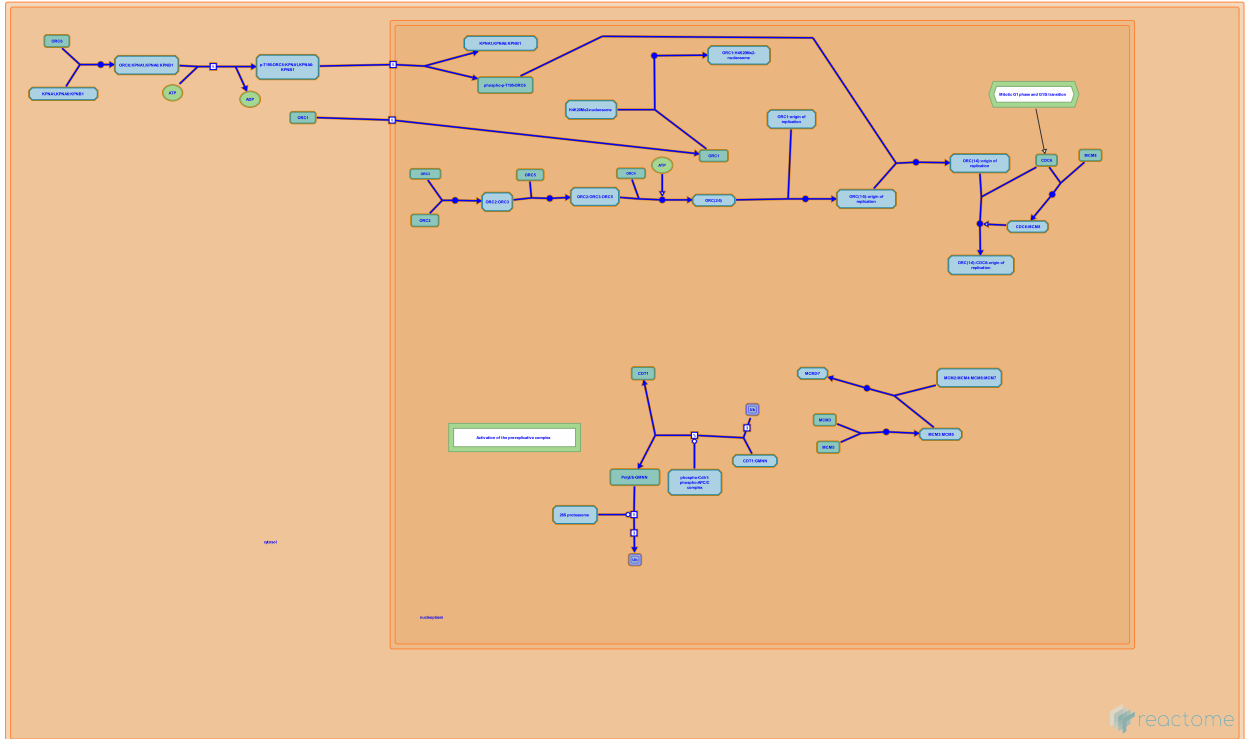 ORC6
KPNA1,KPNA6:KPNB1
ORC6:KPNA1,KPNA6:KPNB1
ATP
ADP
p-T195-ORC6:KPNA1,KPNA6:
KPNB1
KPNA1,KPNA6:KPNB1
phospho-p-T195-ORC6
ORC1
H4K20Me2-nucleosome
ORC1:H4K20Me2-
nucleosome
ORC1
ORC1:origin of
replication
Mitotic G1 phase and G1/S transition
ORC3
ORC2
ORC2:ORC3
ORC5
ORC2:ORC3:ORC5
ORC4
ATP
ORC(2-5)
ORC(1-5):origin of
replication
ORC(1-6):origin of
replication
CDC6
MCM8
CDC6:MCM8
ORC(1-6):CDC6:origin of
replication
CDT1
Ub
CDT1:GMNN
phospho-Cdh1:
phospho-APC/C
complex
PolyUb-GMNN
26S proteasome
Ub
MCM2-7
MCM2:MCM4:MCM6:MCM7
MCM3
MCM5
MCM3:MCM5
Activation of the pre-replicative complex
cytosol
nucleoplasm
reactome